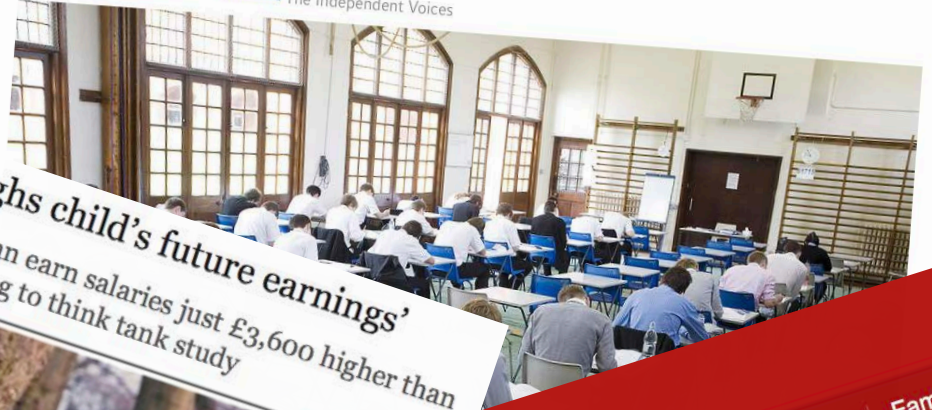 The Independent Voices
ghs child's future earnings'
an earn salaries just £3,600 higher than
g to think tank study
Fam